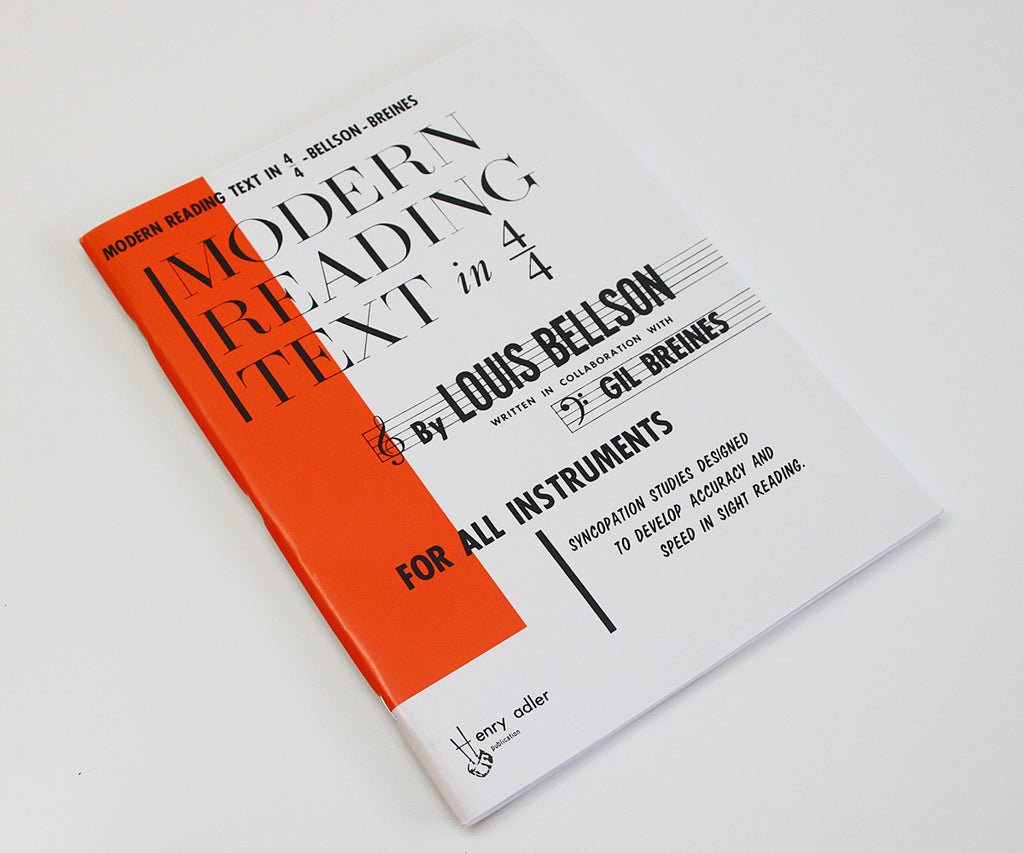 MODERN READING TEXT IN 4/4 - BELLSON - BREINES
MODERN
READING
TEXT in 4/4
By LOUIS BELLSON
WRITTEN IN COLLABORATION WITH
GIL BREINES
FOR ALL INSTRUMENTS
SYNCOPATION STUDIES DESIGNED
TO DEVELOP ACCURACY AND
SPEED IN SIGHT READING.
Henry adler
publication